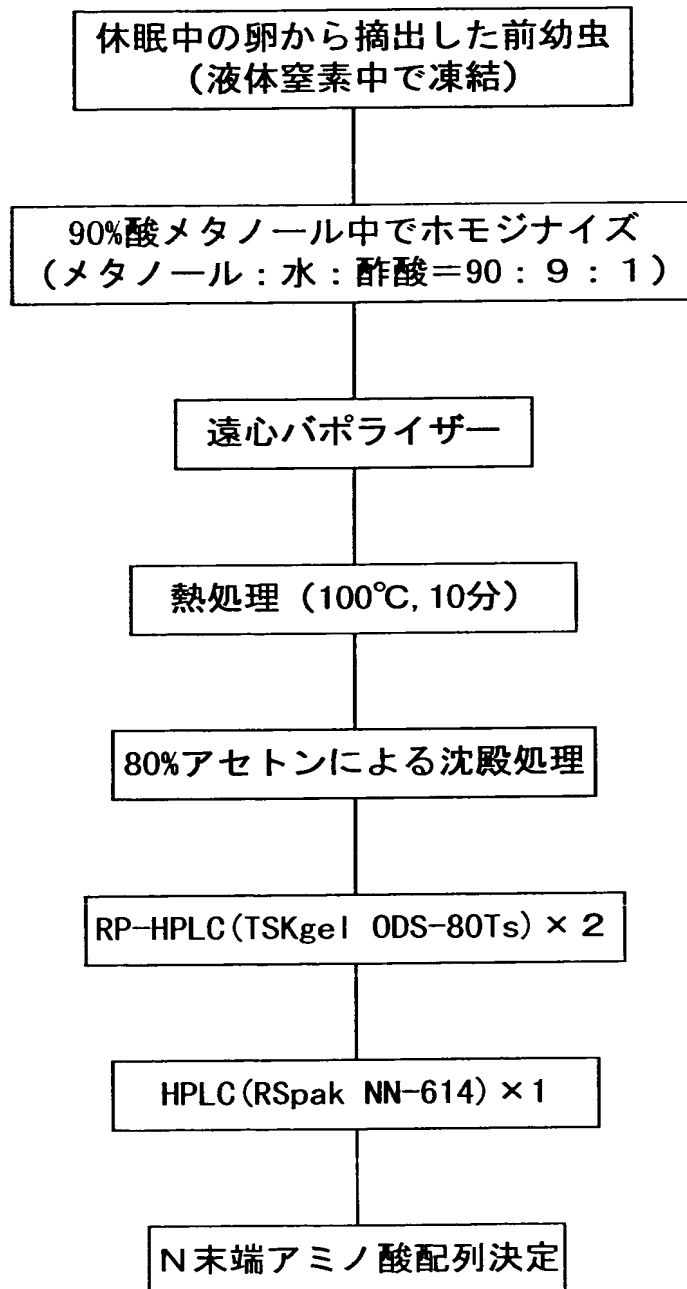 休眠中の卵から摘出した前幼虫
（液体窒素中で凍結）
90%酸メタノール中でホモジナイズ
（メタノール：水：酢酸＝90：９：１）
遠心バポライザー
熱処理（100℃, 10分）
80%アセトンによる沈殿処理
RP-HPLC(TSKgel ODS-80Ts)×２
HPLC(RSpak NN-614)×1
Ｎ末端アミノ酸配列決定